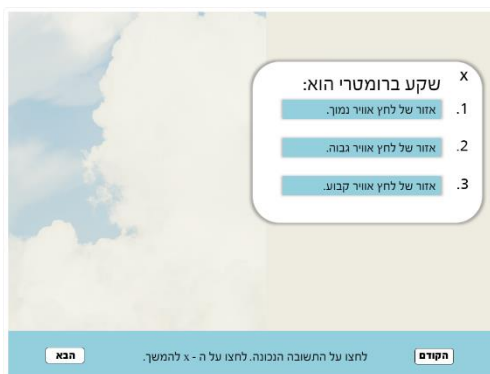 x
שקע ברומטרי הוא:
1. אזור של לחץ אוויר נמוך.
2. אזור של לחץ אוויר גבוה.
3. אזור של לחץ אוויר קבוע.
הקודם
לחצו על התשובה הנכונה. לחצו על ה - x להמשך.
הבא